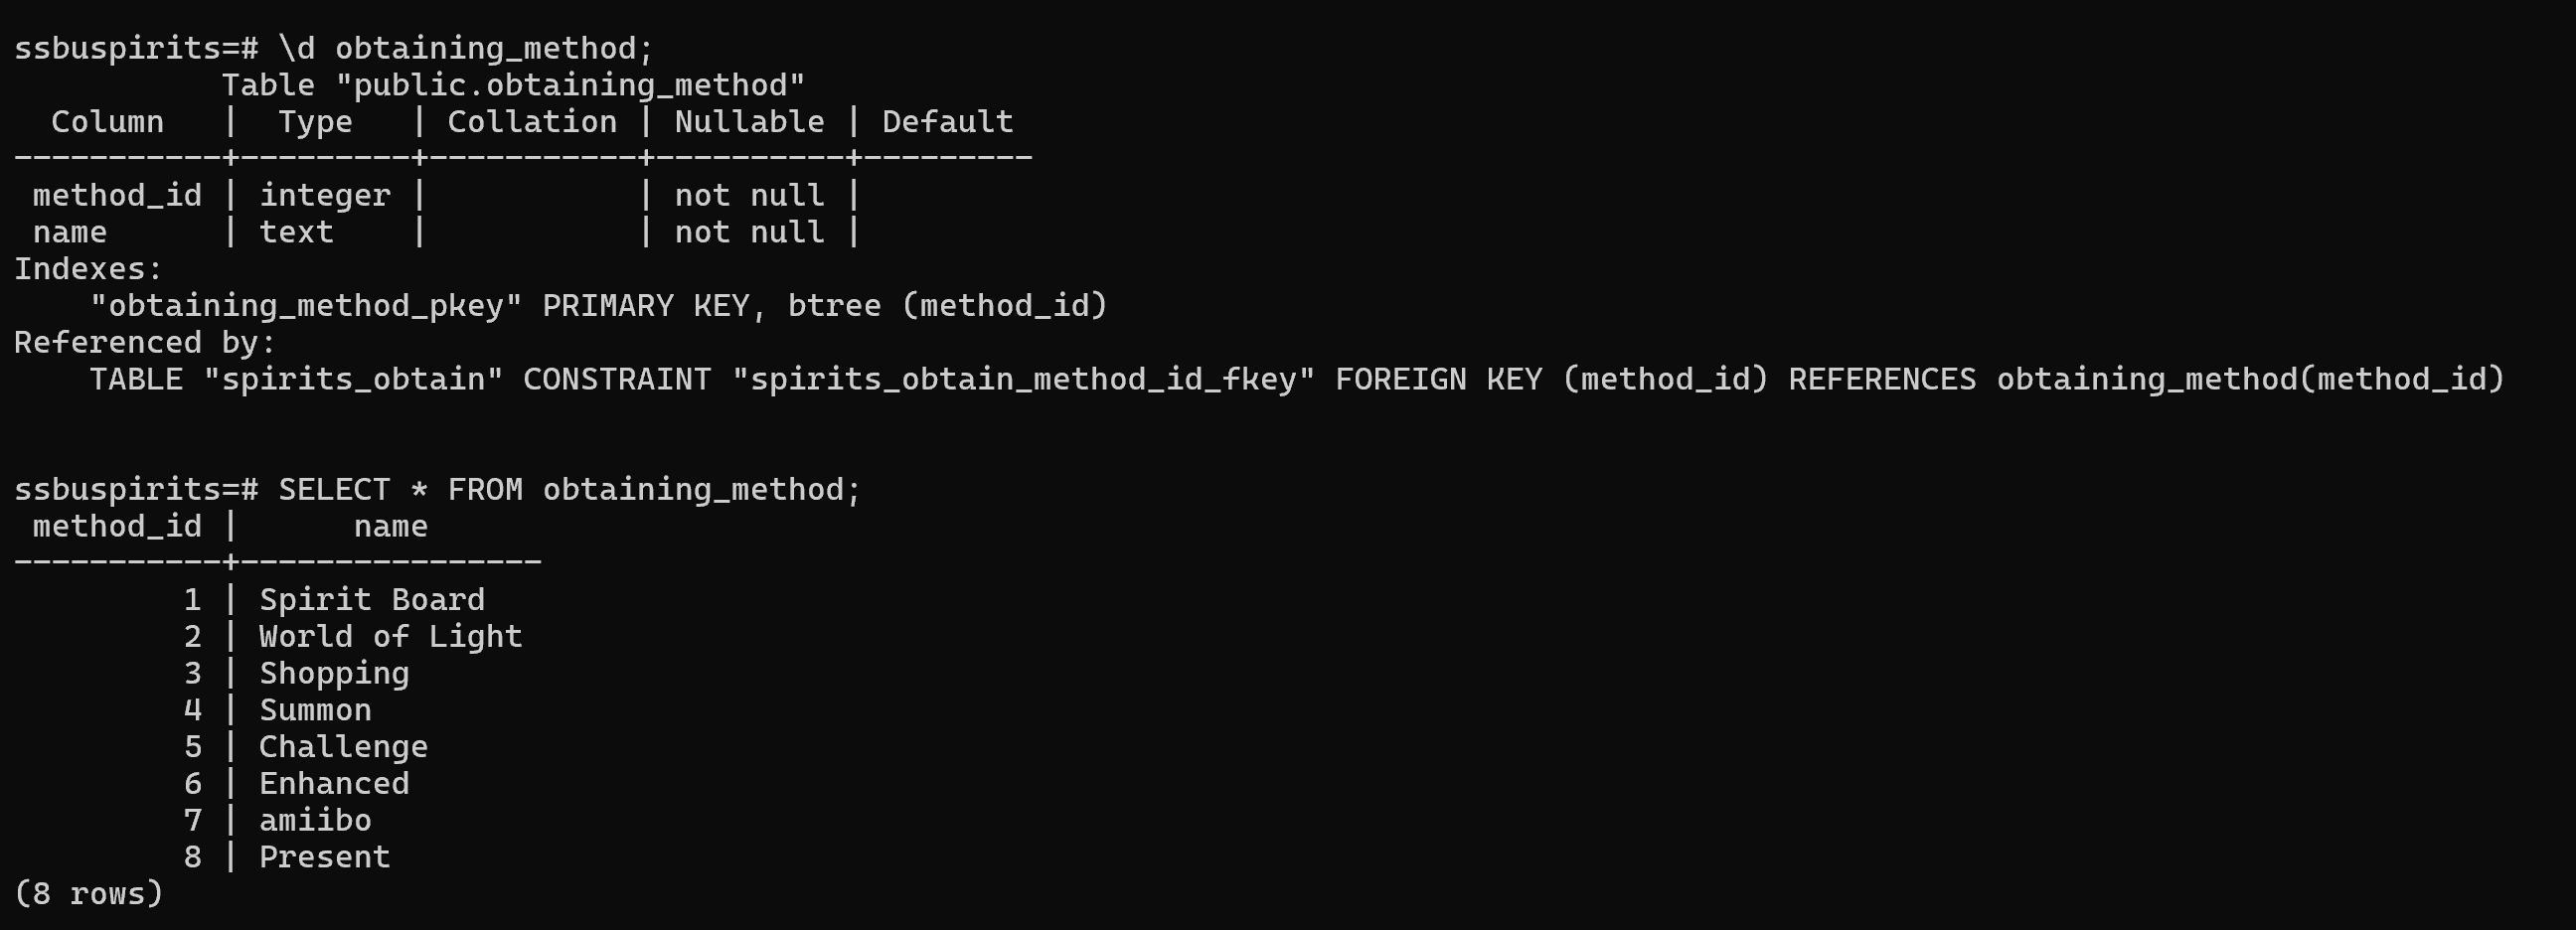 ssbuspirits=# \d obtaining_method;
           Table "public.obtaining_method"
  Column   |  Type   | Collation | Nullable | Default
-----------+---------+-----------+----------+---------
 method_id | integer |           | not null |
 name      | text    |           | not null |
Indexes:
    "obtaining_method_pkey" PRIMARY KEY, btree (method_id)
Referenced by:
    TABLE "spirits_obtain" CONSTRAINT "spirits_obtain_method_id_fkey" FOREIGN KEY (method_id) REFERENCES obtaining_method(method_id)
ssbuspirits=# SELECT * FROM obtaining_method;
 method_id |      name
-----------+----------------
         1 | Spirit Board
         2 | World of Light
         3 | Shopping
         4 | Summon
         5 | Challenge
         6 | Enhanced
         7 | amiibo
         8 | Present
(8 rows)